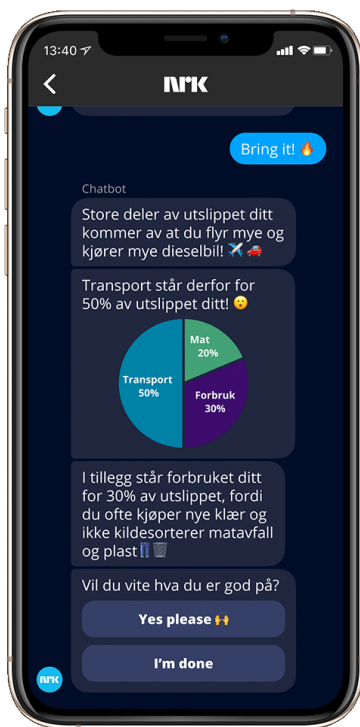 13:40
NRK
Bring it! 🔥
Chatbot
Store deler av utslippet ditt
kommer av at du flyr mye og
kjører mye dieselbil! ✈️ 🚗
Transport står derfor for
50% av utslippet ditt! 😮
Mat
20%
Transport
50%
Forbruk
30%
I tillegg står forbruket ditt
for 30% av utslippet, fordi
du ofte kjøper nye klær og
ikke kildesorterer matavfall
og plast👖🗑️
Vil du vite hva du er god på?
Yes please 🙌
I'm done
NRK